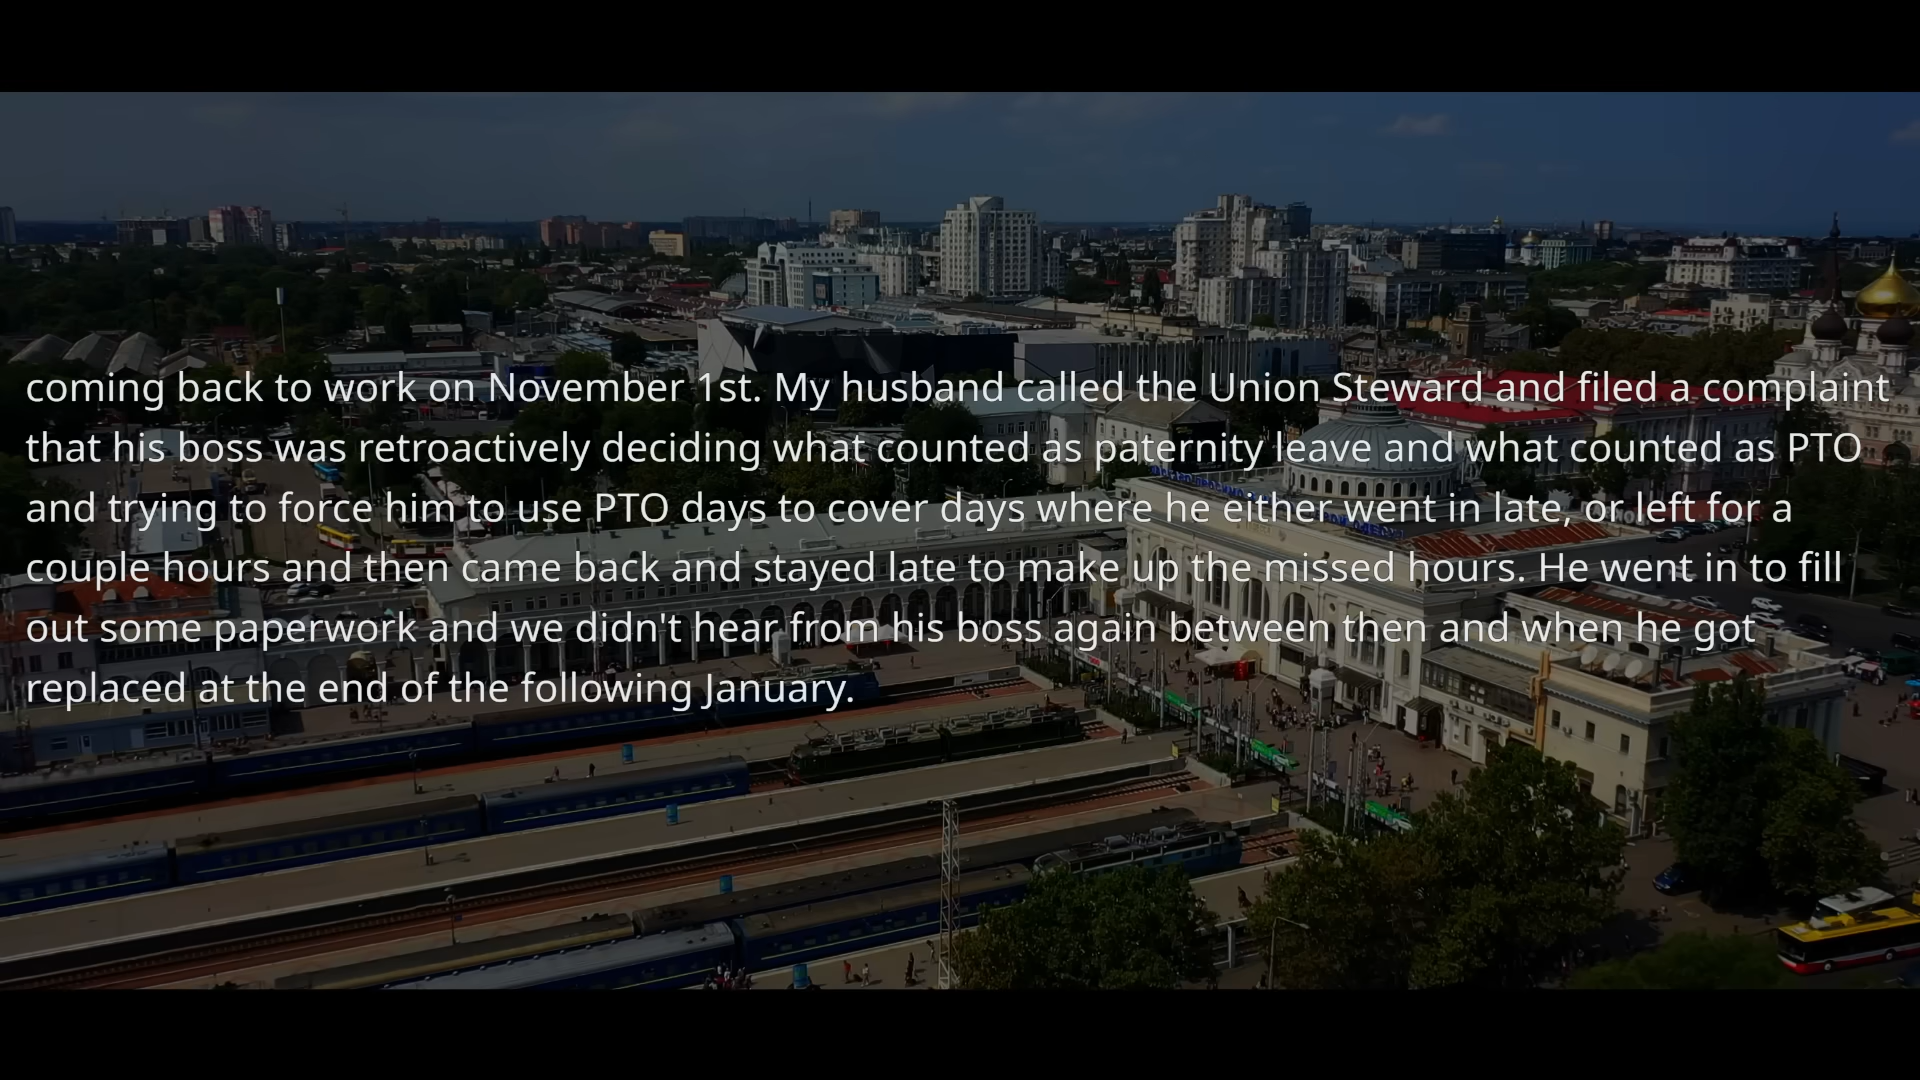 coming back to work on November 1st. My husband called the Union Steward and filed a complaint
that his boss was retroactively deciding what counted as paternity leave and what counted as PTO
and trying to force him to use PTO days to cover days where he either went in late, or left for a
couple hours and then came back and stayed late to make up the missed hours. He went in to fill
out some paperwork and we didn't hear from his boss again between then and when he got
replaced at the end of the following January.